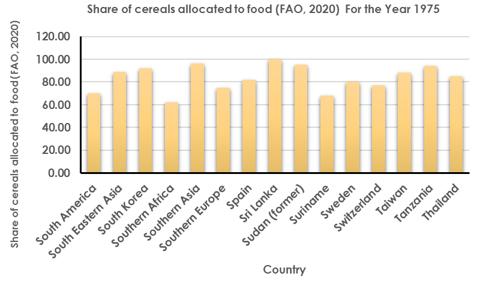 Share of cereals allocated to food (FAO, 2020)  For the Year 1975
Share of cereals allocated to food (FAO, 2020)
120.00
100.00
80.00
60.00
40.00
20.00
0.00
South America
South Eastern Asia
South Korea
Southern Africa
Southern Asia
Southern Europe
Spain
Sri Lanka
Sudan (former)
Suriname
Sweden
Switzerland
Taiwan
Tanzania
Thailand
Country